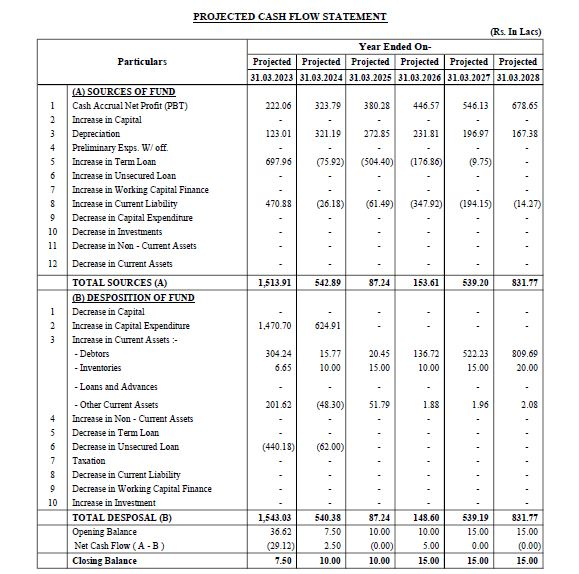 PROJECTED CASH FLOW STATEMENT
(Rs. In Lacs)
Particulars Year Ended On-
Projected Projected Projected Projected Projected Projected
31.03.2023 31.03.2024 31.03.2025 31.03.2026 31.03.2027 31.03.2028
(A) SOURCES OF FUND
1 Cash Accrual Net Profit (PBT) 222.06 323.79 380.28 446.57 546.13 678.65
2 Increase in Capital - - - - - -
3 Depreciation 123.01 321.19 272.85 231.81 196.97 167.38
4 Preliminary Exps. W/ off. - - - - - -
5 Increase in Term Loan 697.96 (75.92) (504.40) (176.86) (9.75) -
6 Increase in Unsecured Loan - - - - - -
7 Increase in Working Capital Finance - - - - - -
8 Increase in Current Liability 470.88 (26.18) (61.49) (347.92) (194.15) (14.27)
9 Decrease in Capital Expenditure - - - - - -
10 Decrease in Investments - - - - - -
11 Decrease in Non - Current Assets - - - - - -
12 Decrease in Current Assets - - - - - -
TOTAL SOURCES (A) 1,513.91 542.89 87.24 153.61 539.20 831.77
(B) DESPOSITION OF FUND
1 Decrease in Capital - - - - - -
2 Increase in Capital Expenditure 1,470.70 624.91 - - - -
3 Increase in Current Assets :-
- Debtors 304.24 15.77 20.45 136.72 522.23 809.69
- Inventories 6.65 10.00 15.00 10.00 15.00 20.00
- Loans and Advances - - - - - -
- Other Current Assets 201.62 (48.30) 51.79 1.88 1.96 2.08
4 Increase in Non - Current Assets - - - - - -
5 Decrease in Term Loan - - - - - -
6 Decrease in Unsecured Loan (440.18) (62.00) - - - -
7 Taxation - - - - - -
8 Decrease in Current Liability - - - - - -
9 Decrease in Working Capital Finance - - - - - -
10 Increase in Investment - - - - - -
TOTAL DESPOSAL (B) 1,543.03 540.38 87.24 148.60 539.19 831.77
Opening Balance 36.62 7.50 10.00 10.00 15.00 15.00
Net Cash Flow ( A - B ) (29.12) 2.50 (0.00) 5.00 0.00 (0.00)
Closing Balance 7.50 10.00 10.00 15.00 15.00 15.00